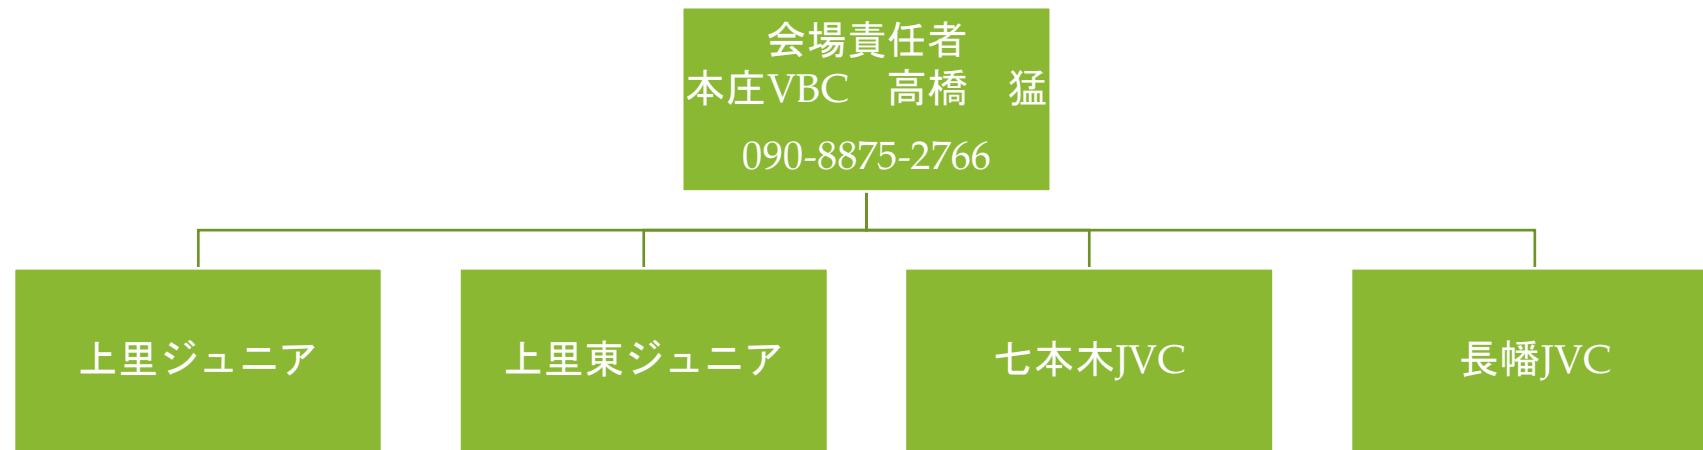 会場責任者
本庄VBC　高橋　猛
090-8875-2766
上里ジュニア
上里東ジュニア
七本木JVC
長幡JVC